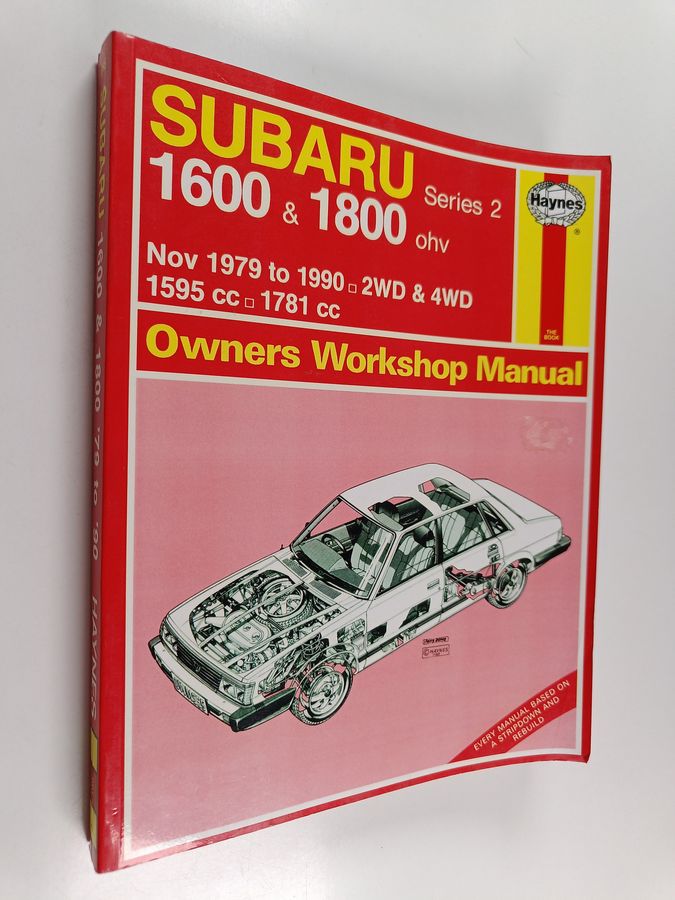 SUBARU
1600 & 1800 ohv
Series 2
Nov 1979 to 1990 □ 2WD & 4WD
1595 cc □ 1781 cc
Haynes
®
THE
BOOK
Owners Workshop Manual
© HAYNES
EVERY MANUAL BASED ON
A STRIPDOWN AND
REBUILD
SUBARU 1600 & 1800 '79 to '90 HAYNES